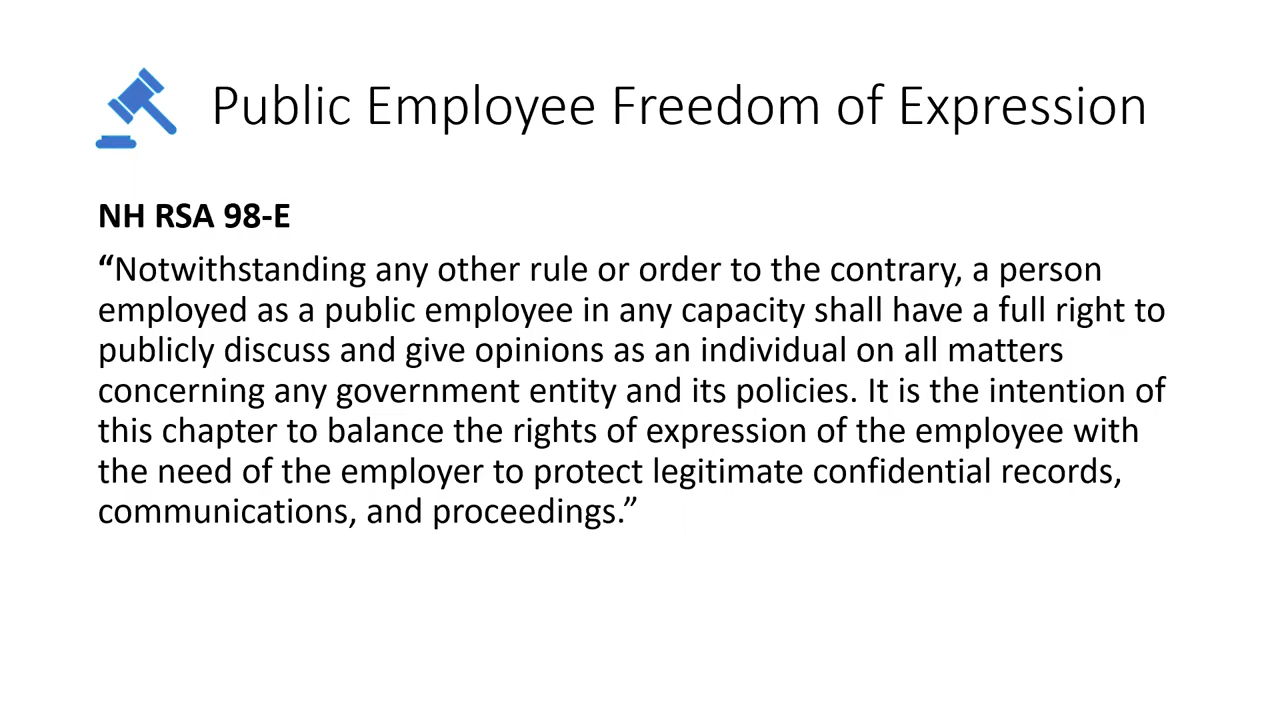 Public Employee Freedom of Expression
NH RSA 98-E
“Notwithstanding any other rule or order to the contrary, a person
employed as a public employee in any capacity shall have a full right to
publicly discuss and give opinions as an individual on all matters
concerning any government entity and its policies. It is the intention of
this chapter to balance the rights of expression of the employee with
the need of the employer to protect legitimate confidential records,
communications, and proceedings.”